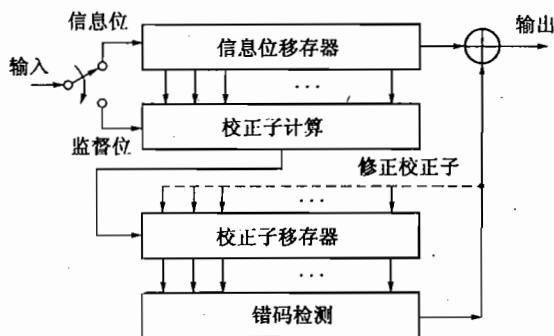 信息位
输入
信息位移存器
输出
...
校正子计算
监督位
修正校正子
...
校正子移存器
...
错码检测